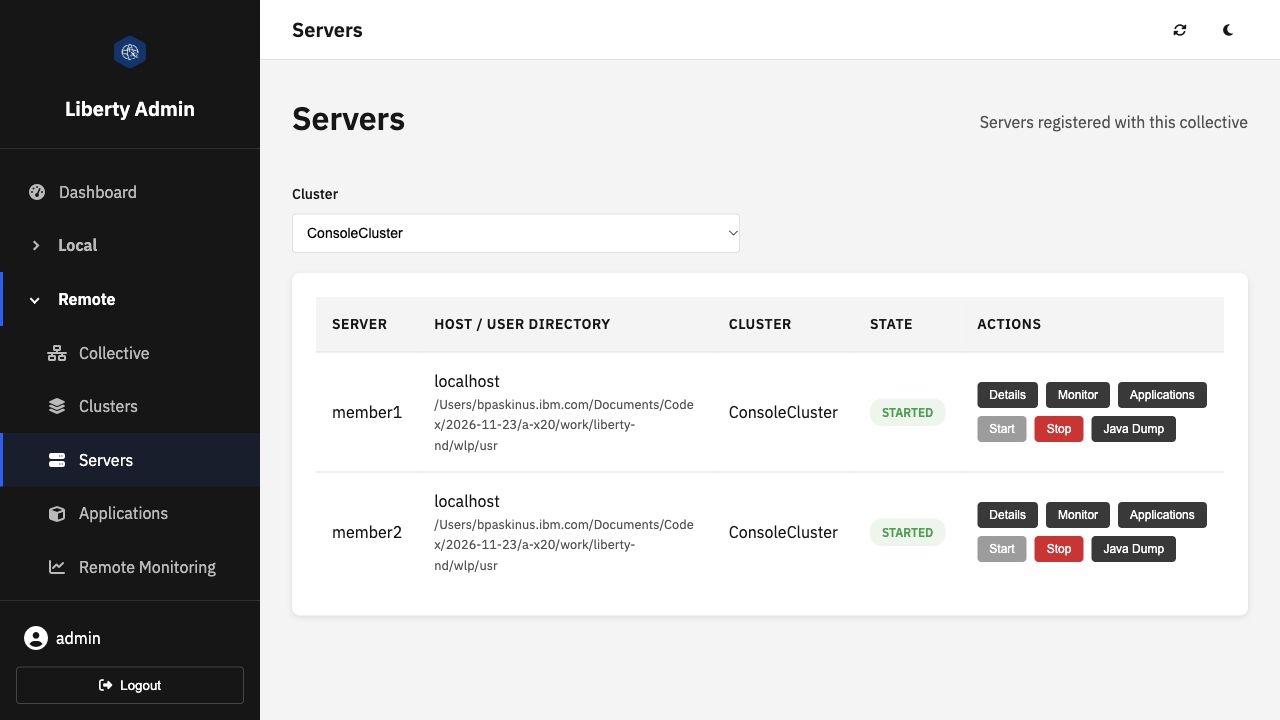 Liberty Admin
Dashboard
Local
Remote
Collective
Clusters
Servers
Applications
Remote Monitoring
admin
Logout
Servers
Servers
Servers registered with this collective
Cluster
ConsoleCluster
SERVER HOST / USER DIRECTORY CLUSTER STATE ACTIONS
member1
localhost
/Users/bpaskinus.ibm.com/Documents/Code
x/2026-11-23/a-x20/work/liberty-
nd/wlp/usr
ConsoleCluster
STARTED
Details Monitor Applications
Start Stop Java Dump
member2
localhost
/Users/bpaskinus.ibm.com/Documents/Code
x/2026-11-23/a-x20/work/liberty-
nd/wlp/usr
ConsoleCluster
STARTED
Details Monitor Applications
Start Stop Java Dump